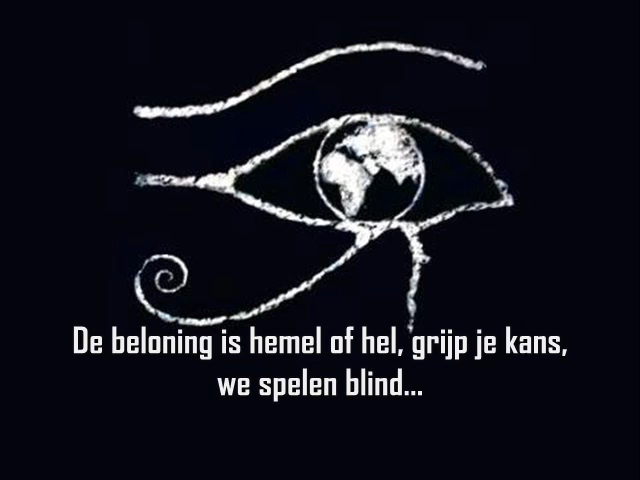 De beloning is hemel of hel, grijp je kans,
we spelen blind...